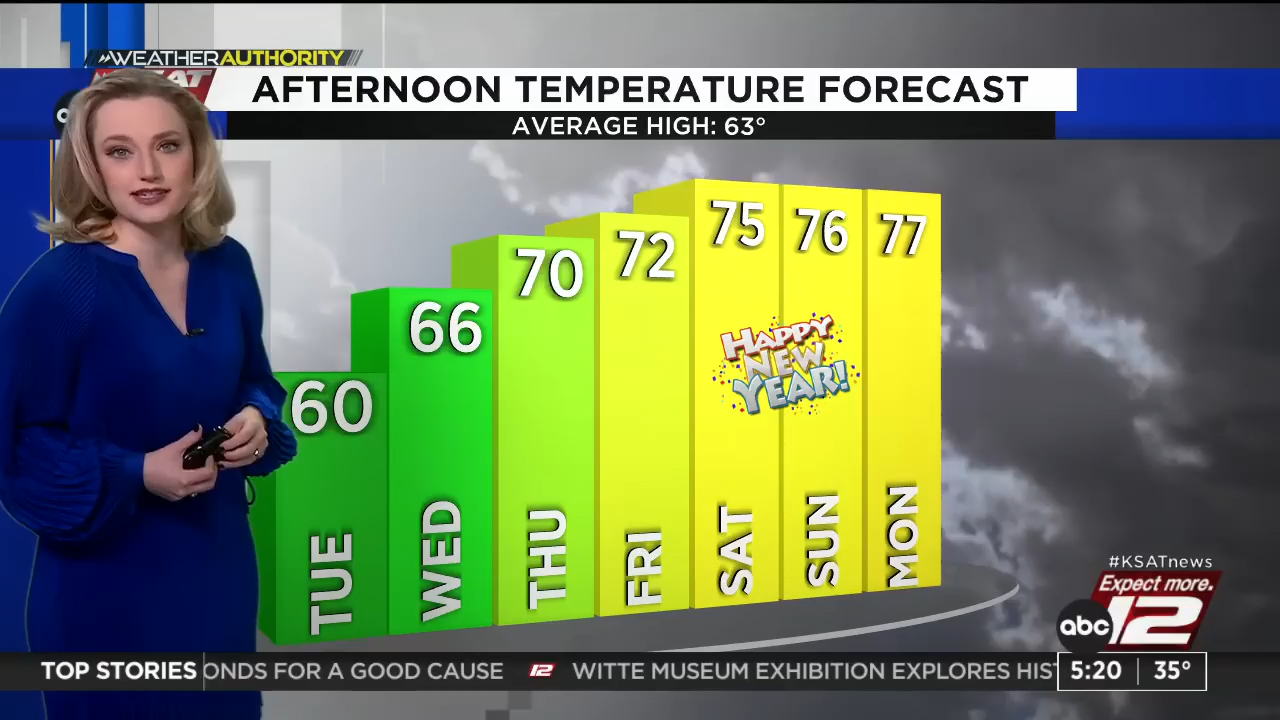 WEATHERAUTHORITY
AFTERNOON TEMPERATURE FORECAST
AVERAGE HIGH: 63°
60
66
70
72
75
76
77
HAPPY
NEW
YEAR!
TUE
WED
THU
FRI
SAT
SUN
MON
#KSATnews
Expect more.
abc 12
TOP STORIES ONDS FOR A GOOD CAUSE 12 WITTE MUSEUM EXHIBITION EXPLORES HIS
5:20 35°